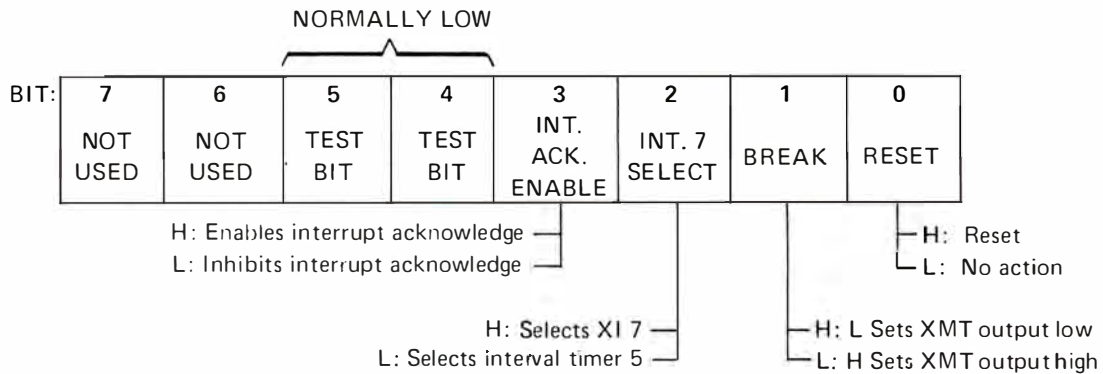 NORMALLY LOW
BIT: 7 6 5 4 3 2 1 0
NOT USED
NOT USED
TEST BIT
TEST BIT
INT. ACK. ENABLE
INT. 7 SELECT
BREAK
RESET
H: Enables interrupt acknowledge
L: Inhibits interrupt acknowledge
H: Reset
L: No action
H: Selects XI 7
L: Selects interval timer 5
H: L Sets XMT output low
L: H Sets XMT output high